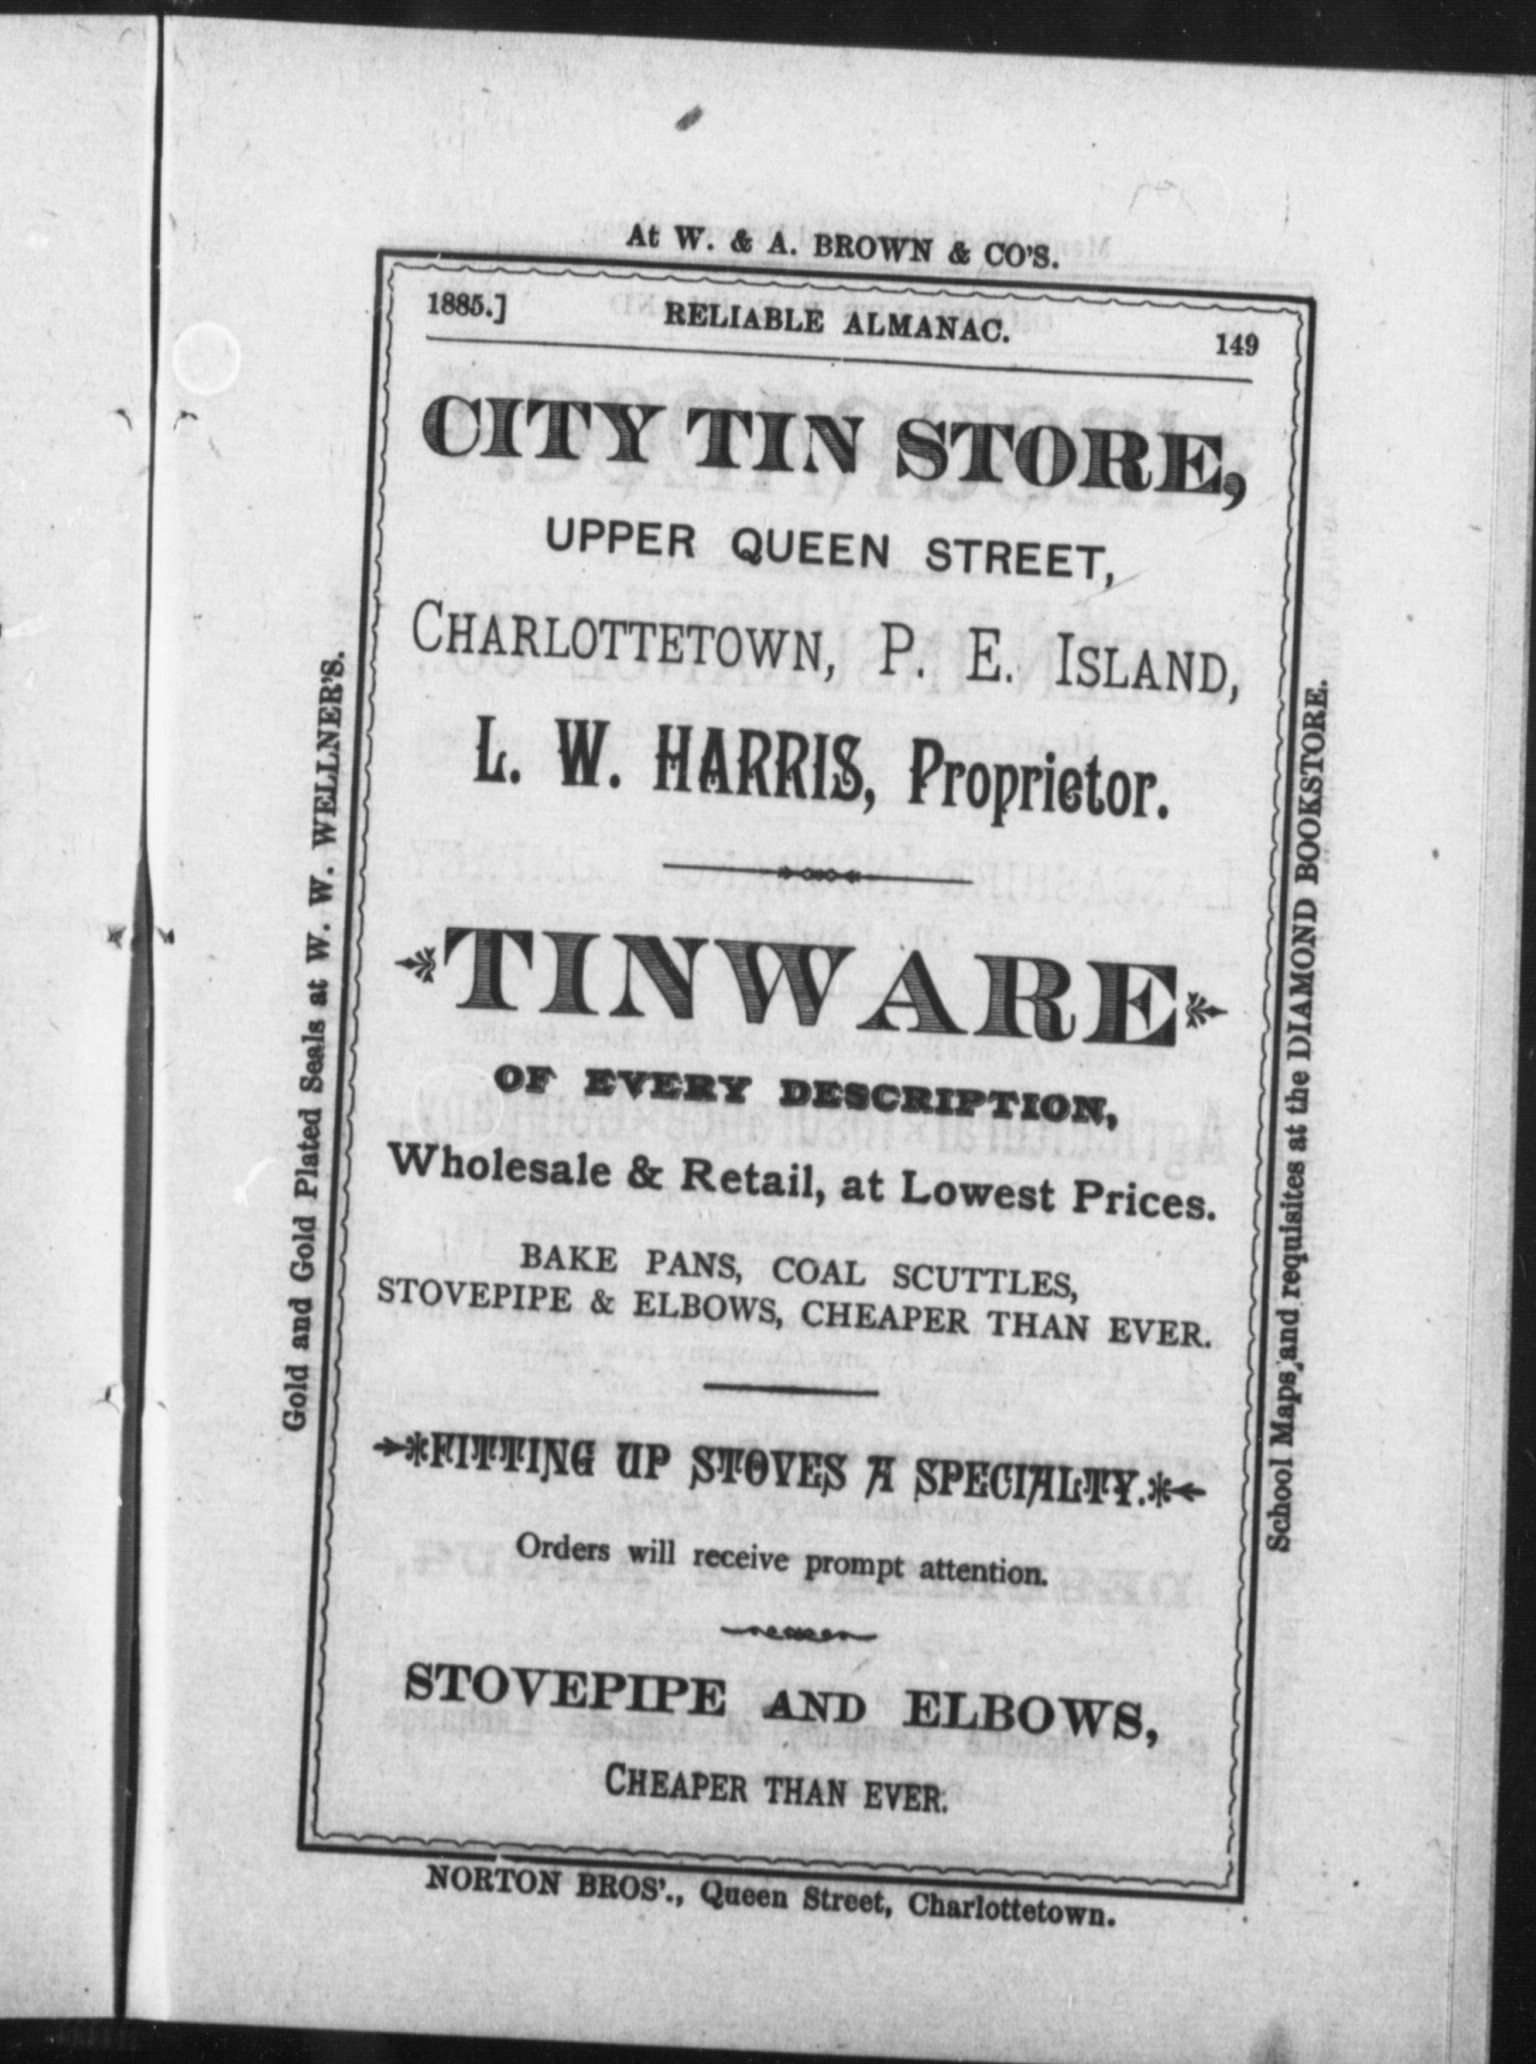 At W. & A. BROWN & CO'S.
1885.] RELIABLE ALMANAC. 149
CITY TIN STORE,
UPPER QUEEN STREET,
CHARLOTTETOWN, P. E. ISLAND,
L. W. HARRIS, Proprietor.
TINWARE
OF EVERY DESCRIPTION,
Wholesale & Retail, at Lowest Prices.
BAKE PANS, COAL SCUTTLES,
STOVEPIPE & ELBOWS, CHEAPER THAN EVER.
FITTING UP STOVES A SPECIALTY.
Orders will receive prompt attention.
STOVEPIPE AND ELBOWS,
CHEAPER THAN EVER.
NORTON BROS'., Queen Street, Charlottetown.
Gold and Gold Plated Seals at W. W. WELLNER'S.
School Maps and requisites at the DIAMOND BOOKSTORE.